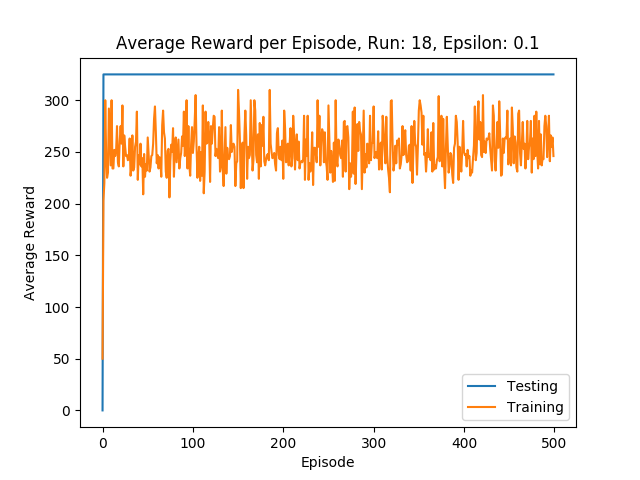 Average Reward per Episode, Run: 18, Epsilon: 0.1
Average Reward
300
250
200
150
100
50
0
0 100 200 300 400 500
Episode
Testing
Training